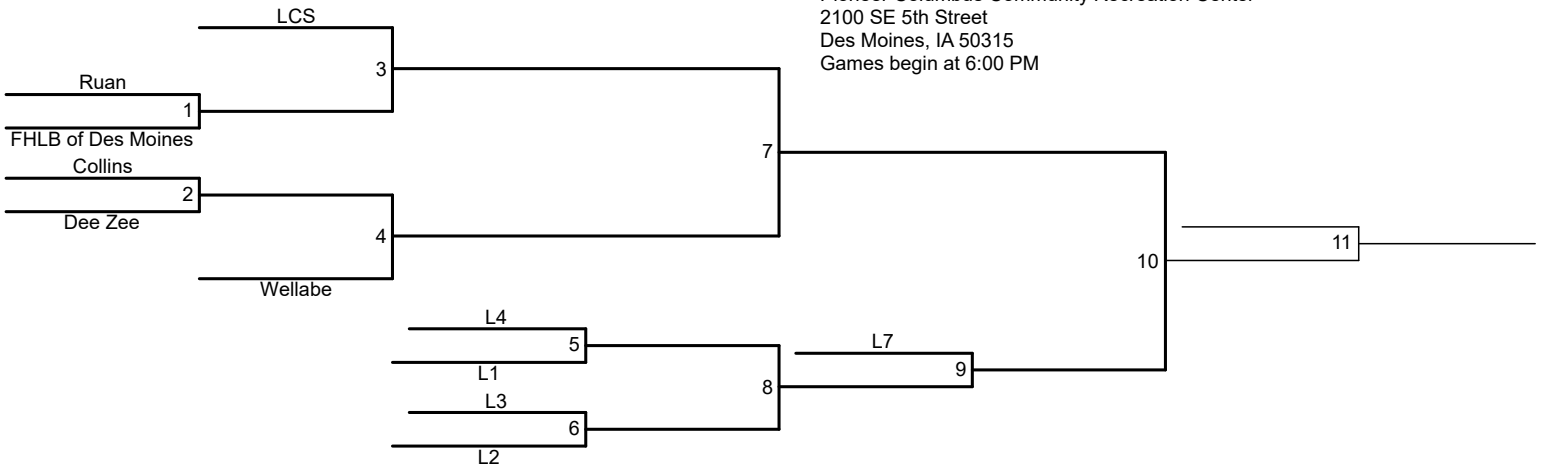 LCS
2100 SE 5th Street
Des Moines, IA 50315
3
Games begin at 6:00 PM
Ruan
1
FHLB of Des Moines
7
Collins
2
Dee Zee
4
11
10
Wellabe
L4
5
L7
L1
9
8
L3
6
L2